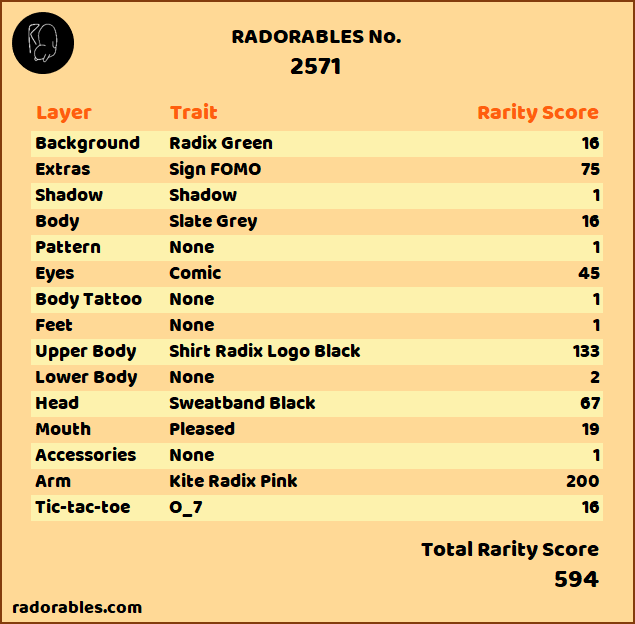 RADORABLES No.
2571
Layer Trait Rarity Score
Background Radix Green 16
Extras Sign FOMO 75
Shadow Shadow 1
Body Slate Grey 16
Pattern None 1
Eyes Comic 45
Body Tattoo None 1
Feet None 1
Upper Body Shirt Radix Logo Black 133
Lower Body None 2
Head Sweatband Black 67
Mouth Pleased 19
Accessories None 1
Arm Kite Radix Pink 200
Tic-tac-toe O_7 16
Total Rarity Score
594
radorables.com